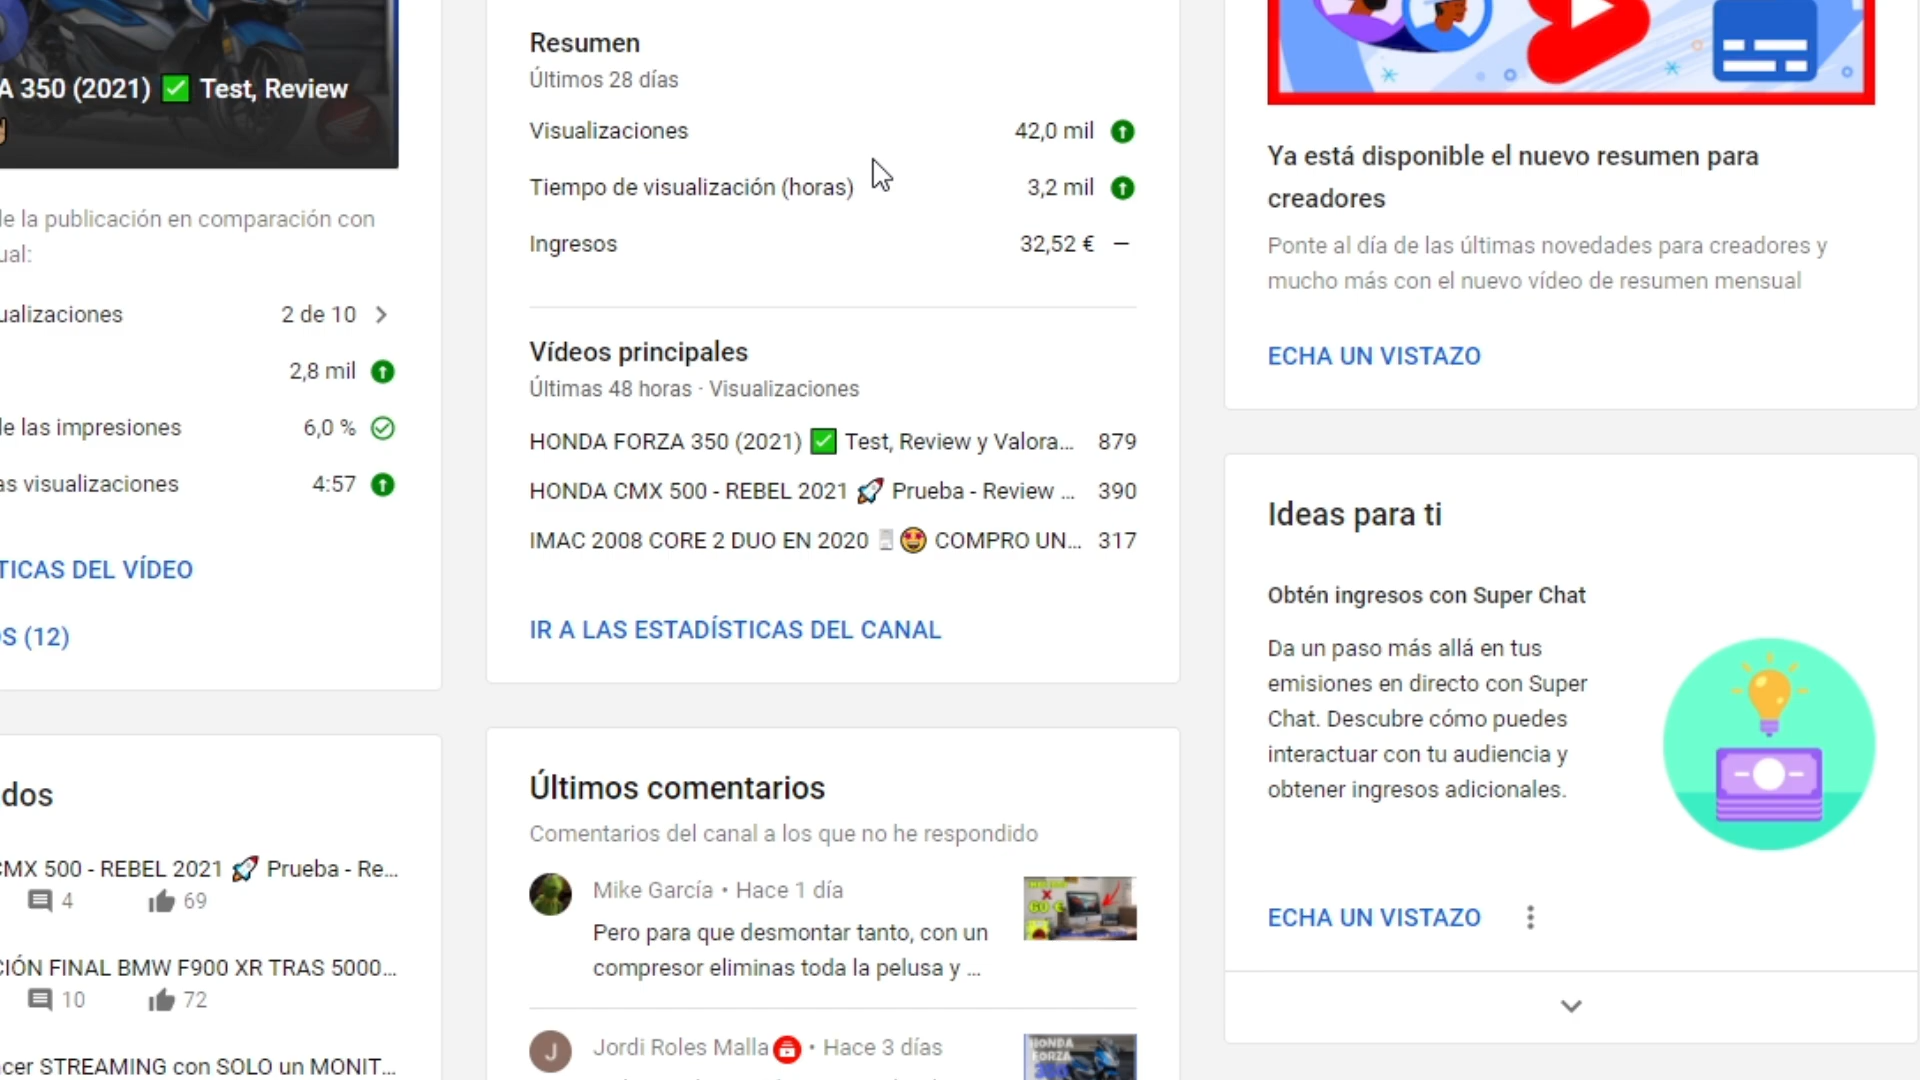 A 350 (2021) ✅ Test, Review
de la publicación en comparación con
ual:
ualizaciones 2 de 10
2,8 mil
de las impresiones 6,0 %
as visualizaciones 4:57
TICAS DEL VÍDEO
OS (12)
dos
CMX 500 - REBEL 2021 🚀 Prueba - Re...
4 69
CIÓN FINAL BMW F900 XR TRAS 5000...
10 72
cer STREAMING con SOLO un MONIT...
Resumen
Últimos 28 días
Visualizaciones 42,0 mil
Tiempo de visualización (horas) 3,2 mil
Ingresos 32,52 € —
Vídeos principales
Últimas 48 horas · Visualizaciones
HONDA FORZA 350 (2021) ✅ Test, Review y Valora... 879
HONDA CMX 500 - REBEL 2021 🚀 Prueba - Review ... 390
IMAC 2008 CORE 2 DUO EN 2020 🖥🤩 COMPRO UN... 317
IR A LAS ESTADÍSTICAS DEL CANAL
Últimos comentarios
Comentarios del canal a los que no he respondido
Mike García • Hace 1 día
Pero para que desmontar tanto, con un
compresor eliminas toda la pelusa y ...
X
60 €
J
Jordi Roles Malla • Hace 3 días
HONDA
FORZA
Ya está disponible el nuevo resumen para
creadores
Ponte al día de las últimas novedades para creadores y
mucho más con el nuevo vídeo de resumen mensual
ECHA UN VISTAZO
Ideas para ti
Obtén ingresos con Super Chat
Da un paso más allá en tus
emisiones en directo con Super
Chat. Descubre cómo puedes
interactuar con tu audiencia y
obtener ingresos adicionales.
ECHA UN VISTAZO